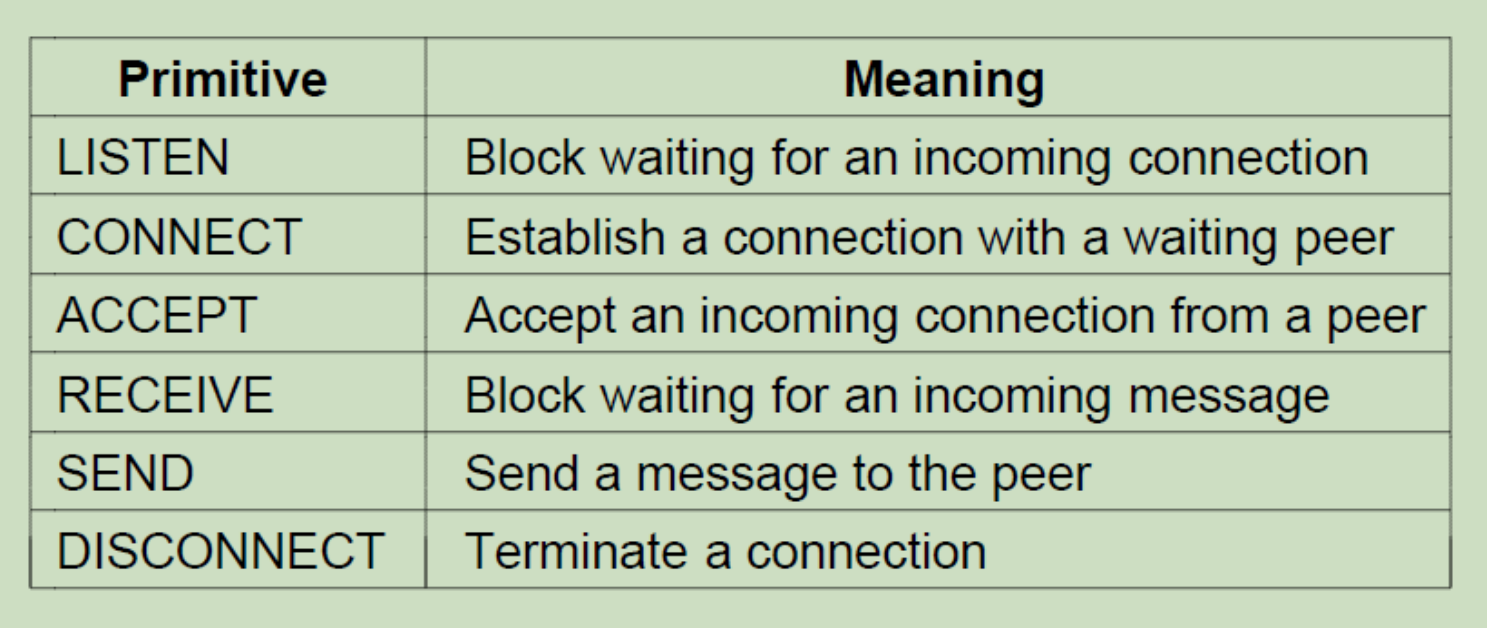 Primitive Meaning
LISTEN Block waiting for an incoming connection
CONNECT Establish a connection with a waiting peer
ACCEPT Accept an incoming connection from a peer
RECEIVE Block waiting for an incoming message
SEND Send a message to the peer
DISCONNECT Terminate a connection